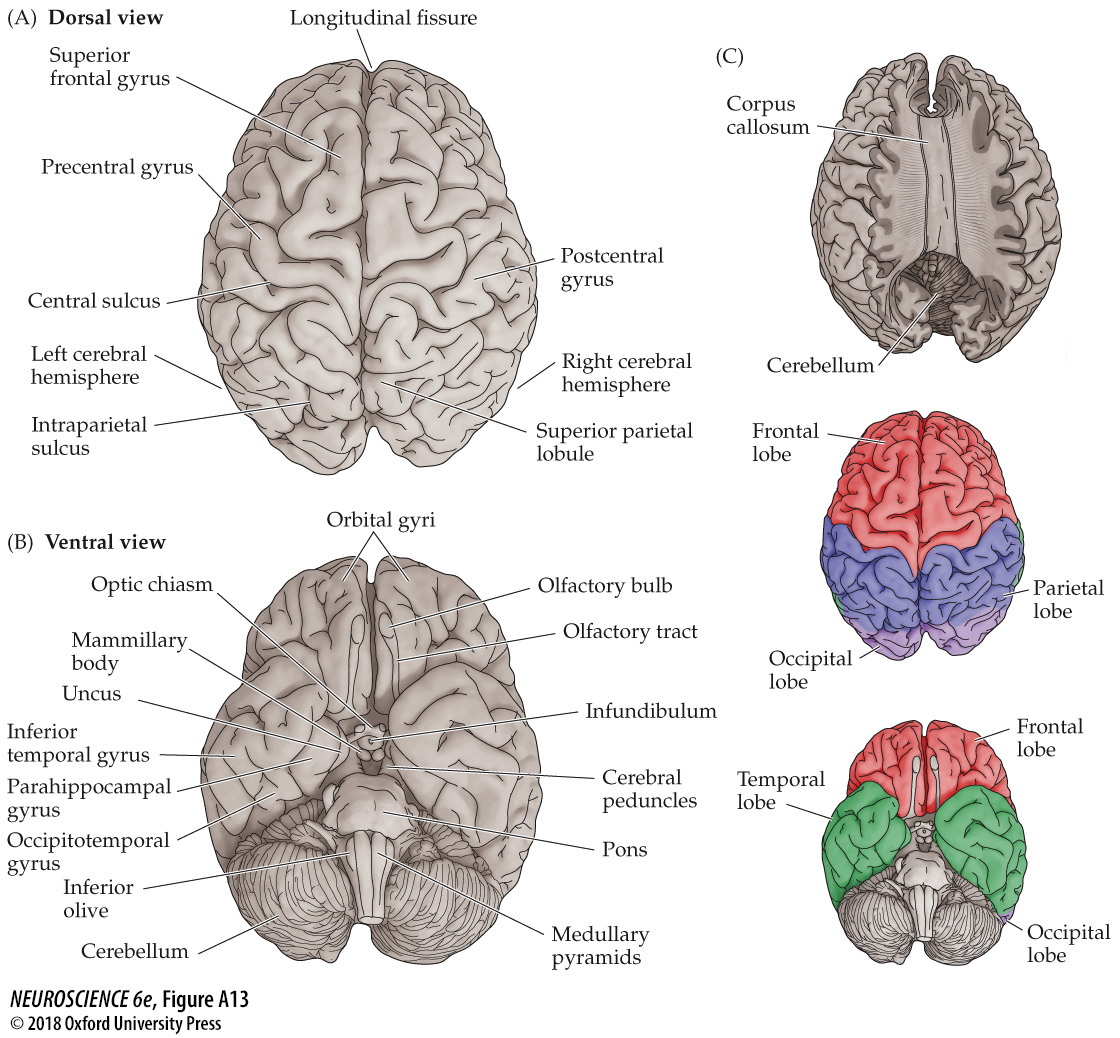 (A) Dorsal view
Longitudinal fissure
Superior
frontal gyrus
Precentral gyrus
Central sulcus
Left cerebral
hemisphere
Intraparietal
sulcus
Postcentral
gyrus
Right cerebral
hemisphere
Superior parietal
lobule
(B) Ventral view
Orbital gyri
Optic chiasm
Mammillary
body
Uncus
Inferior
temporal gyrus
Parahippocampal
gyrus
Occipitotemporal
gyrus
Inferior
olive
Cerebellum
Olfactory bulb
Olfactory tract
Infundibulum
Cerebral
peduncles
Pons
Medullary
pyramids
(C)
Corpus
callosum
Cerebellum
Frontal
lobe
Parietal
lobe
Occipital
lobe
Frontal
lobe
Temporal
lobe
Occipital
lobe
NEUROSCIENCE 6e, Figure A13
© 2018 Oxford University Press